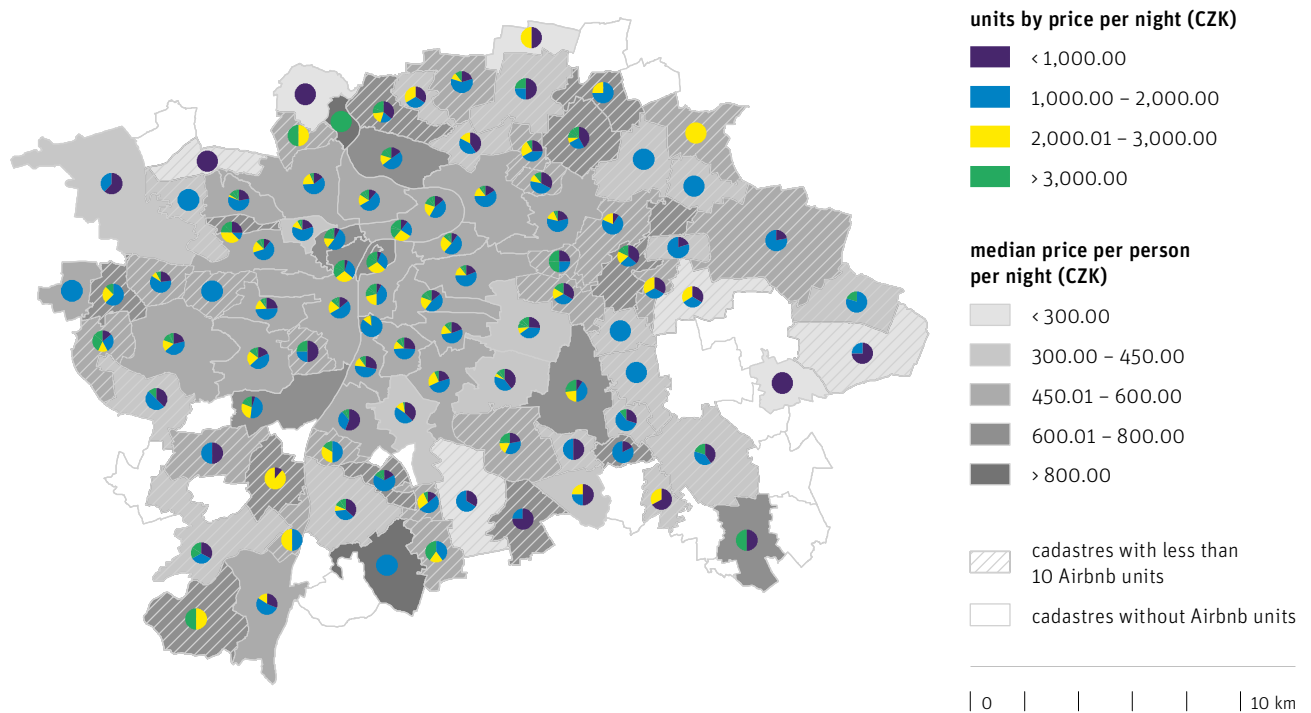 units by price per night (CZK)
< 1,000.00
1,000.00 – 2,000.00
2,000.01 – 3,000.00
> 3,000.00
median price per person
per night (CZK)
< 300.00
300.00 – 450.00
450.01 – 600.00
600.01 – 800.00
> 800.00
cadastres with less than
10 Airbnb units
cadastres without Airbnb units
0 10 km